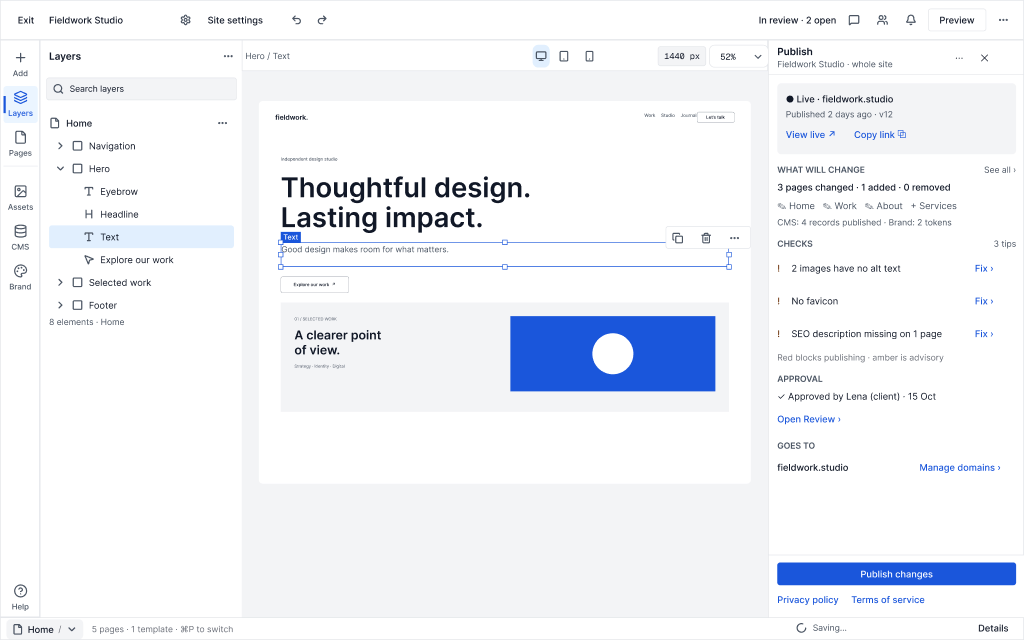 Exit Fieldwork Studio Site settings In review · 2 open Preview
Add
Layers
Pages
Assets
CMS
Brand
Help
Layers
Search layers
Home
Navigation
Hero
Eyebrow
Headline
Text
Explore our work
Selected work
Footer
8 elements · Home
Hero / Text 1440 px 52%
fieldwork. Work Studio Journal Let's talk
Independent design studio
Thoughtful design.
Lasting impact.
Text
Good design makes room for what matters.
Explore our work ↗
01 / SELECTED WORK
A clearer point
of view.
Strategy · Identity · Digital
Publish
Fieldwork Studio · whole site
Live · fieldwork.studio
Published 2 days ago · v12
View live ↗ Copy link
WHAT WILL CHANGE See all ›
3 pages changed · 1 added · 0 removed
✎ Home ✎ Work ✎ About + Services
CMS: 4 records published · Brand: 2 tokens
CHECKS 3 tips
! 2 images have no alt text Fix ›
! No favicon Fix ›
! SEO description missing on 1 page Fix ›
Red blocks publishing · amber is advisory
APPROVAL
✓ Approved by Lena (client) · 15 Oct
Open Review ›
GOES TO
fieldwork.studio Manage domains ›
Publish changes
Privacy policy Terms of service
Home / 5 pages · 1 template · ⌘P to switch Saving... Details